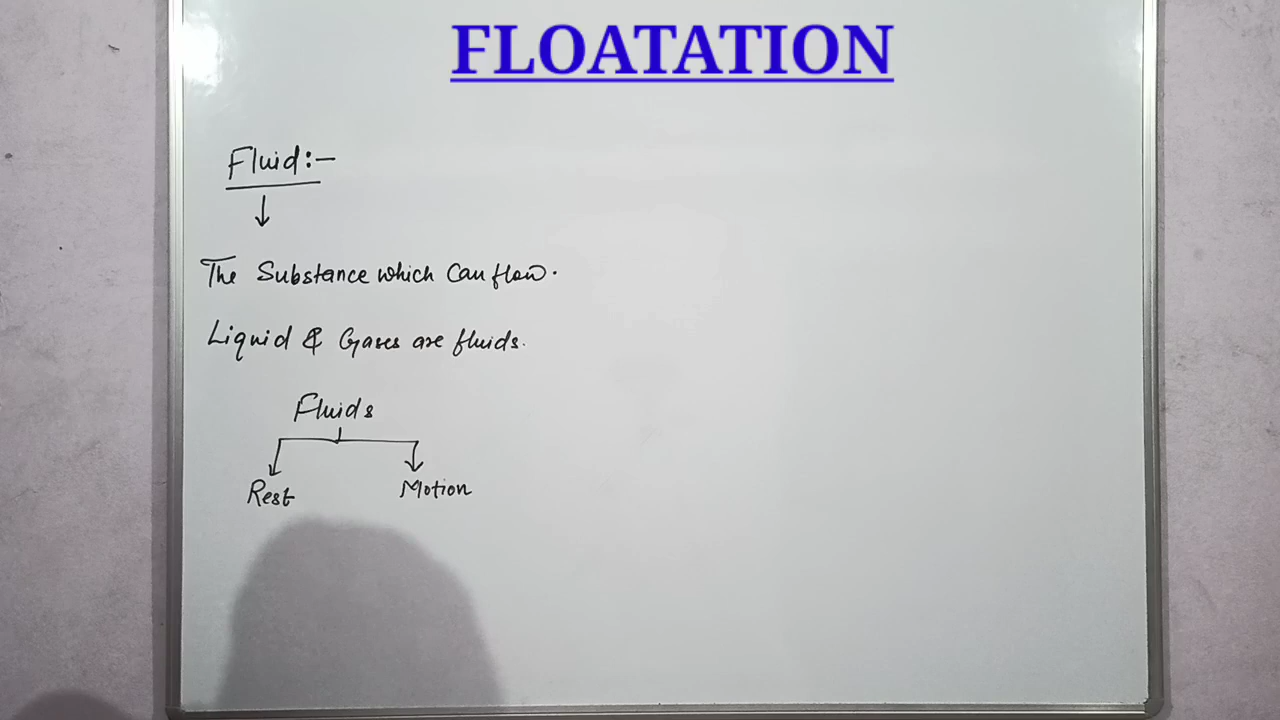 FLOATATION
Fluid:-
The Substance which Can flow.
Liquid & Gases are fluids.
Fluids
Rest Motion